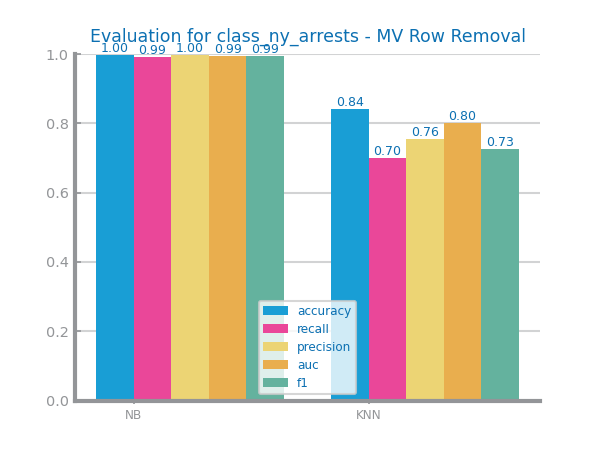 Evaluation for class_ny_arrests - MV Row Removal
1.00 0.99 1.00 0.99 0.99
0.84 0.70 0.76 0.80 0.73
1.0
0.8
0.6
0.4
0.2
0.0
accuracy
recall
precision
auc
f1
NB KNN